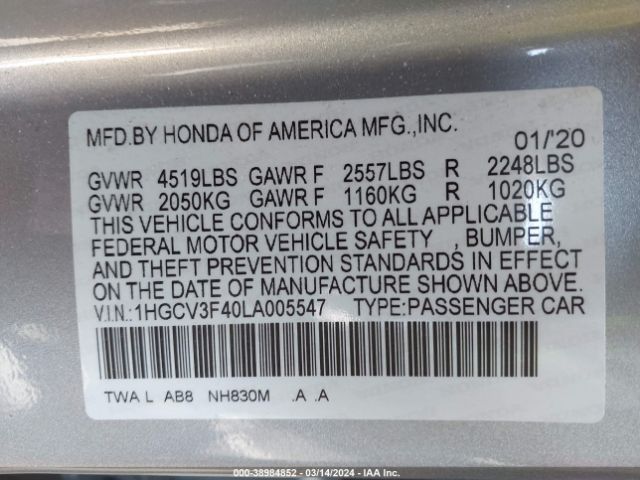 MFD.BY HONDA OF AMERICA MFG.,INC. 01/'20
GVWR 4519LBS GAWR F 2557LBS R 2248LBS
GVWR 2050KG GAWR F 1160KG R 1020KG
THIS VEHICLE CONFORMS TO ALL APPLICABLE
FEDERAL MOTOR VEHICLE SAFETY , BUMPER,
AND THEFT PREVENTION STANDARDS IN EFFECT
ON THE DATE OF MANUFACTURE SHOWN ABOVE.
V.I.N.:1HGCV3F40LA005547 TYPE:PASSENGER CAR
TWA L AB8 NH830M .A .A
000-38984852 — 03/14/2024 — IAA Inc.